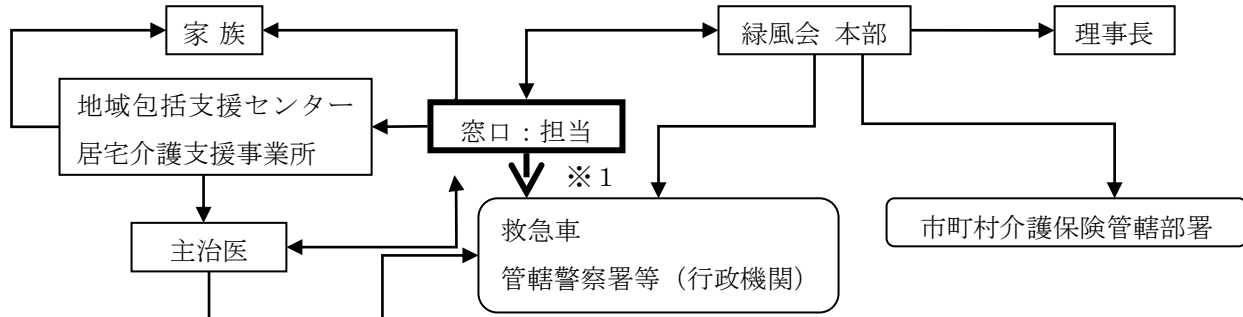 家 族
緑風会 本部
理事長
地域包括支援センター
居宅介護支援事業所
窓口：担当
※１
救急車
管轄警察署等（行政機関）
市町村介護保険管轄部署
主治医